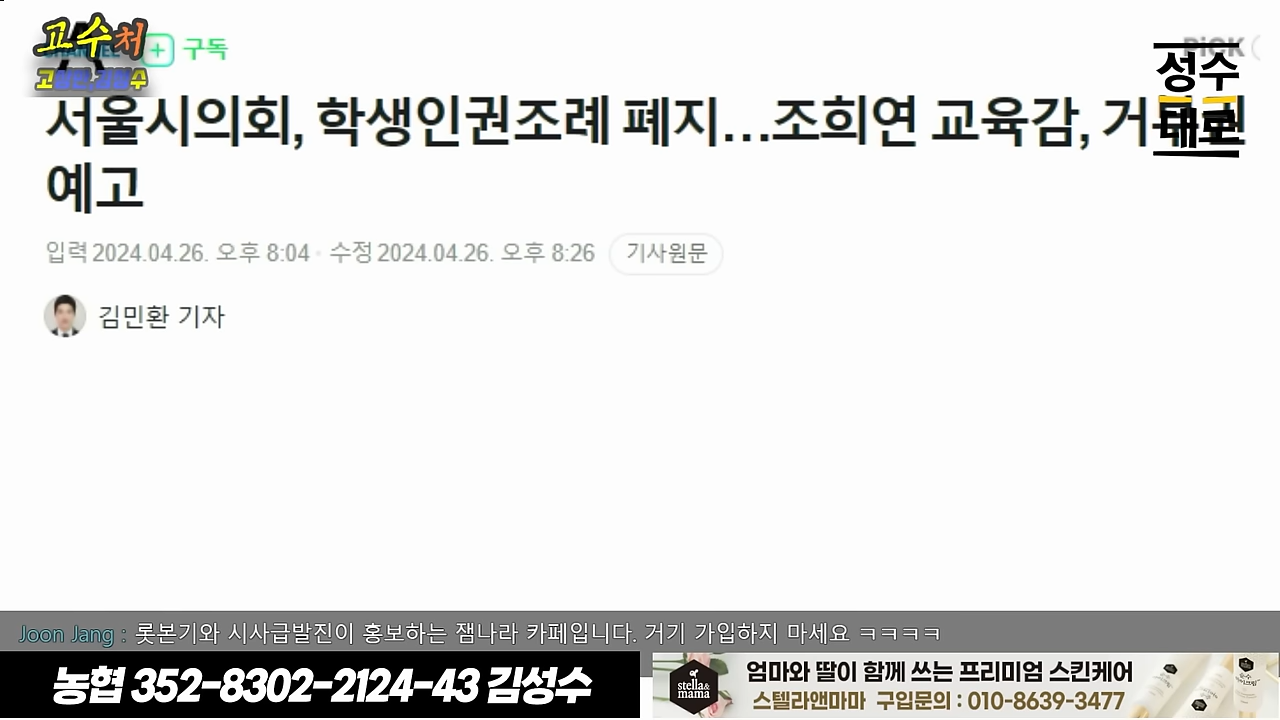 고수처
구독
PiCK
성수
대로
서울시의회, 학생인권조례 폐지…조희연 교육감,
예고
입력 2024.04.26. 오후 8:04 · 수정 2024.04.26. 오후 8:26 기사원문
김민환 기자
Joon Jang : 롯본기와 시사급발진이 홍보하는 잼나라 카페입니다. 거기 가입하지 마세요 ㅋㅋㅋㅋ
농협 352-8302-2124-43 김성수
stella&
mama
엄마와 딸이 함께 쓰는 프리미엄 스킨케어
스텔라앤마마 구입문의 : 010-8639-3477